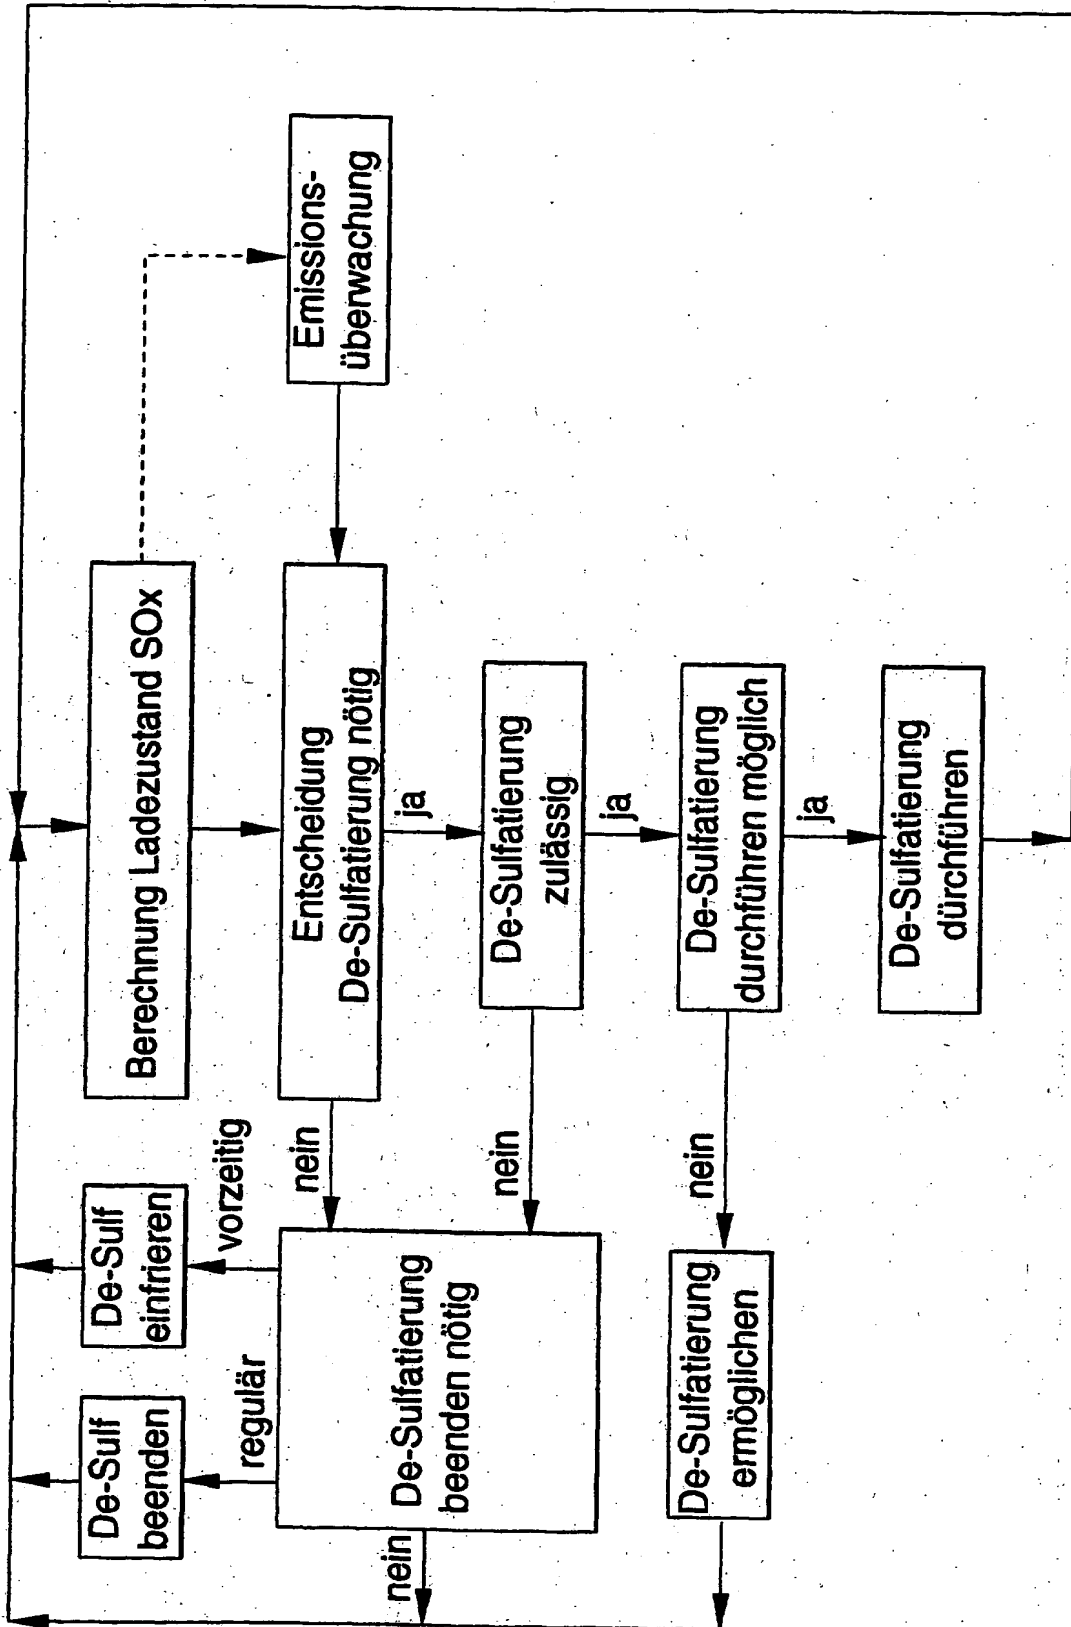 Berechnung Ladezustand SOx
Emissions-
überwachung
Entscheidung
De-Sulfatierung nötig
ja
nein
De-Sulfatierung
zulässig
ja
nein
De-Sulfatierung
durchführen möglich
ja
nein
De-Sulfatierung
dürchführen
De-Sulf
beenden
De-Sulf
einfrieren
regulär
vorzeitig
De-Sulfatierung
beenden nötig
nein
De-Sulfatierung
ermöglichen